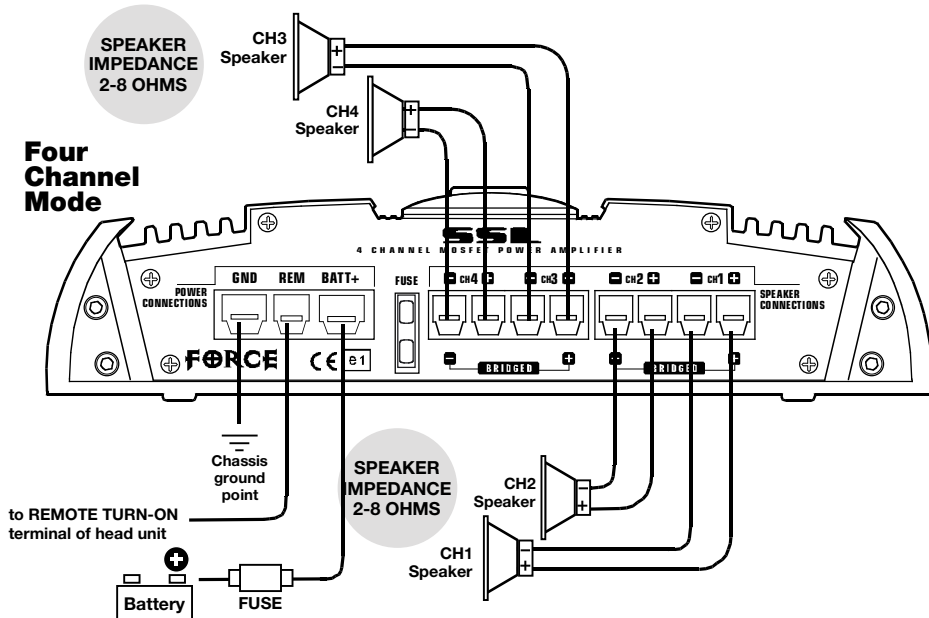 SPEAKER
IMPEDANCE
2-8 OHMS
CH3
Speaker
CH4
Speaker
Four
Channel
Mode
SSL
4 CHANNEL MOSFET POWER AMPLIFIER
POWER
CONNECTIONS
GND REM BATT+
FUSE
− CH4 + − CH3 + − CH2 + − CH1 +
SPEAKER
CONNECTIONS
FORCE CE e1
− BRIDGED + − BRIDGED +
Chassis
ground
point
SPEAKER
IMPEDANCE
2-8 OHMS
to REMOTE TURN-ON
terminal of head unit
CH2
Speaker
CH1
Speaker
+
Battery
FUSE